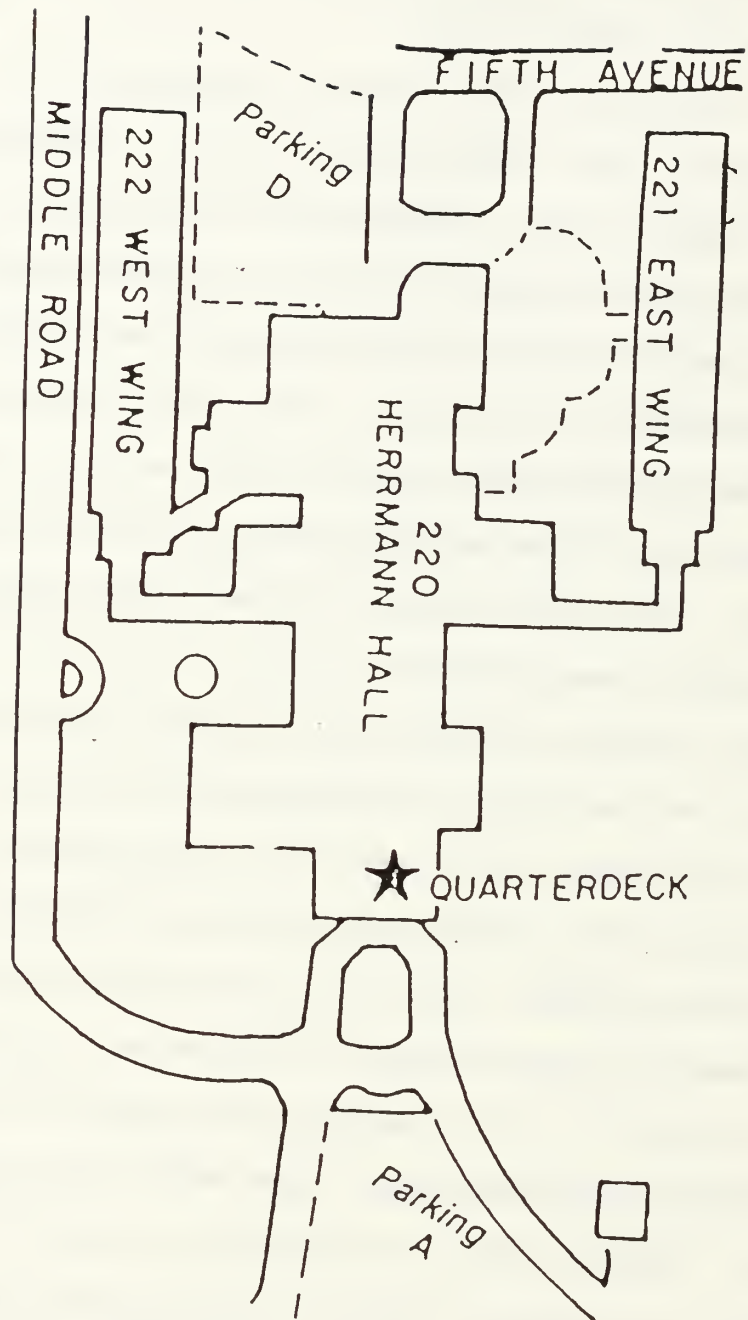 FIFTH AVENUE
MIDDLE ROAD
222 WEST WING
Parking
D
221 EAST WING
220
HERRMANN HALL
QUARTERDECK
Parking
A